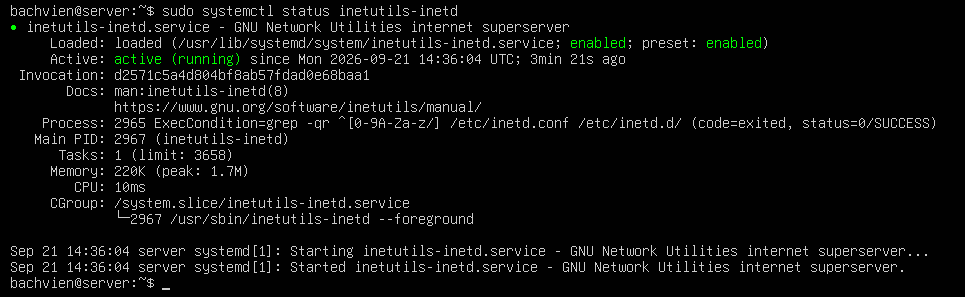 bachvien@server:~$ sudo systemctl status inetutils-inetd
● inetutils-inetd.service - GNU Network Utilities internet superserver
     Loaded: loaded (/usr/lib/systemd/system/inetutils-inetd.service; enabled; preset: enabled)
     Active: active (running) since Mon 2026-09-21 14:36:04 UTC; 3min 21s ago
 Invocation: d2571c5a4d804bf8ab57fdad0e68baa1
       Docs: man:inetutils-inetd(8)
             https://www.gnu.org/software/inetutils/manual/
    Process: 2965 ExecCondition=grep -qr ^[0-9A-Za-z/] /etc/inetd.conf /etc/inetd.d/ (code=exited, status=0/SUCCESS)
   Main PID: 2967 (inetutils-inetd)
      Tasks: 1 (limit: 3658)
     Memory: 220K (peak: 1.7M)
        CPU: 10ms
     CGroup: /system.slice/inetutils-inetd.service
             └─2967 /usr/sbin/inetutils-inetd --foreground

Sep 21 14:36:04 server systemd[1]: Starting inetutils-inetd.service - GNU Network Utilities internet superserver...
Sep 21 14:36:04 server systemd[1]: Started inetutils-inetd.service - GNU Network Utilities internet superserver.
bachvien@server:~$ _